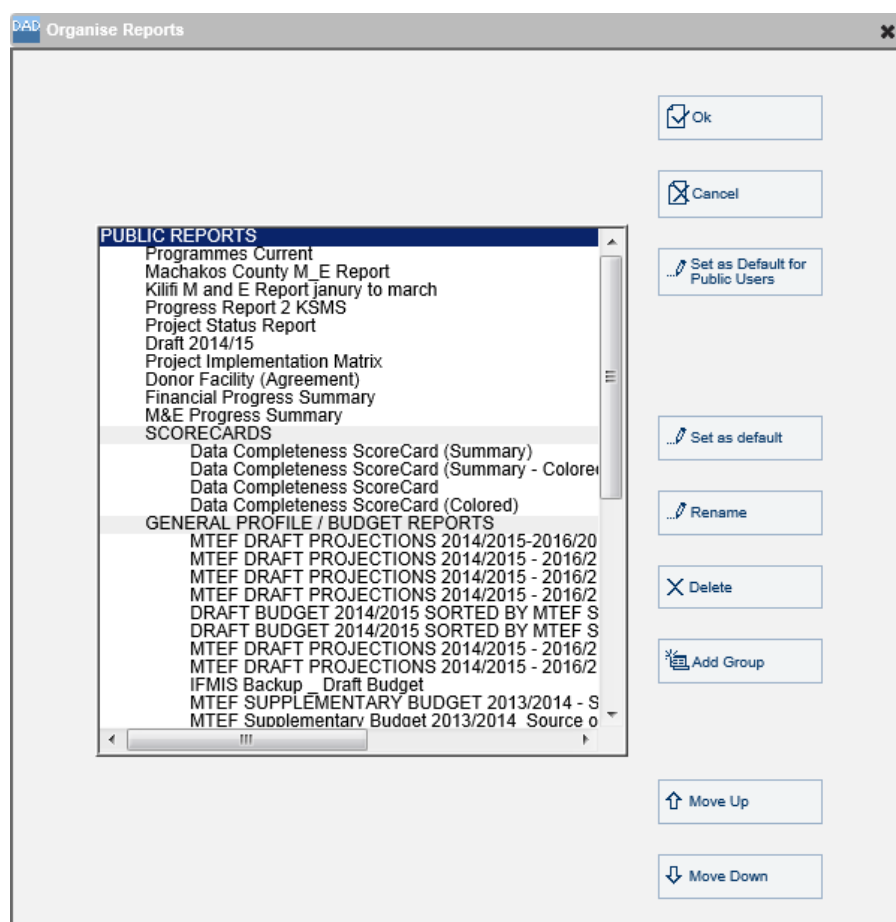 DAD Organise Reports
Ok
Cancel
Set as Default for
Public Users
Set as default
Rename
Delete
Add Group
Move Up
Move Down
PUBLIC REPORTS
Programmes Current
Machakos County M_E Report
Kilifi M and E Report janury to march
Progress Report 2 KSMS
Project Status Report
Draft 2014/15
Project Implementation Matrix
Donor Facility (Agreement)
Financial Progress Summary
M&E Progress Summary
SCORECARDS
Data Completeness ScoreCard (Summary)
Data Completeness ScoreCard (Summary - Colore
Data Completeness ScoreCard
Data Completeness ScoreCard (Colored)
GENERAL PROFILE / BUDGET REPORTS
MTEF DRAFT PROJECTIONS 2014/2015-2016/20
MTEF DRAFT PROJECTIONS 2014/2015 - 2016/2
MTEF DRAFT PROJECTIONS 2014/2015 - 2016/2
MTEF DRAFT PROJECTIONS 2014/2015 - 2016/2
DRAFT BUDGET 2014/2015 SORTED BY MTEF S
DRAFT BUDGET 2014/2015 SORTED BY MTEF S
MTEF DRAFT PROJECTIONS 2014/2015 - 2016/2
MTEF DRAFT PROJECTIONS 2014/2015 - 2016/2
IFMIS Backup _ Draft Budget
MTEF SUPPLEMENTARY BUDGET 2013/2014 - S
MTEF Supplementary Budget 2013/2014 Source o